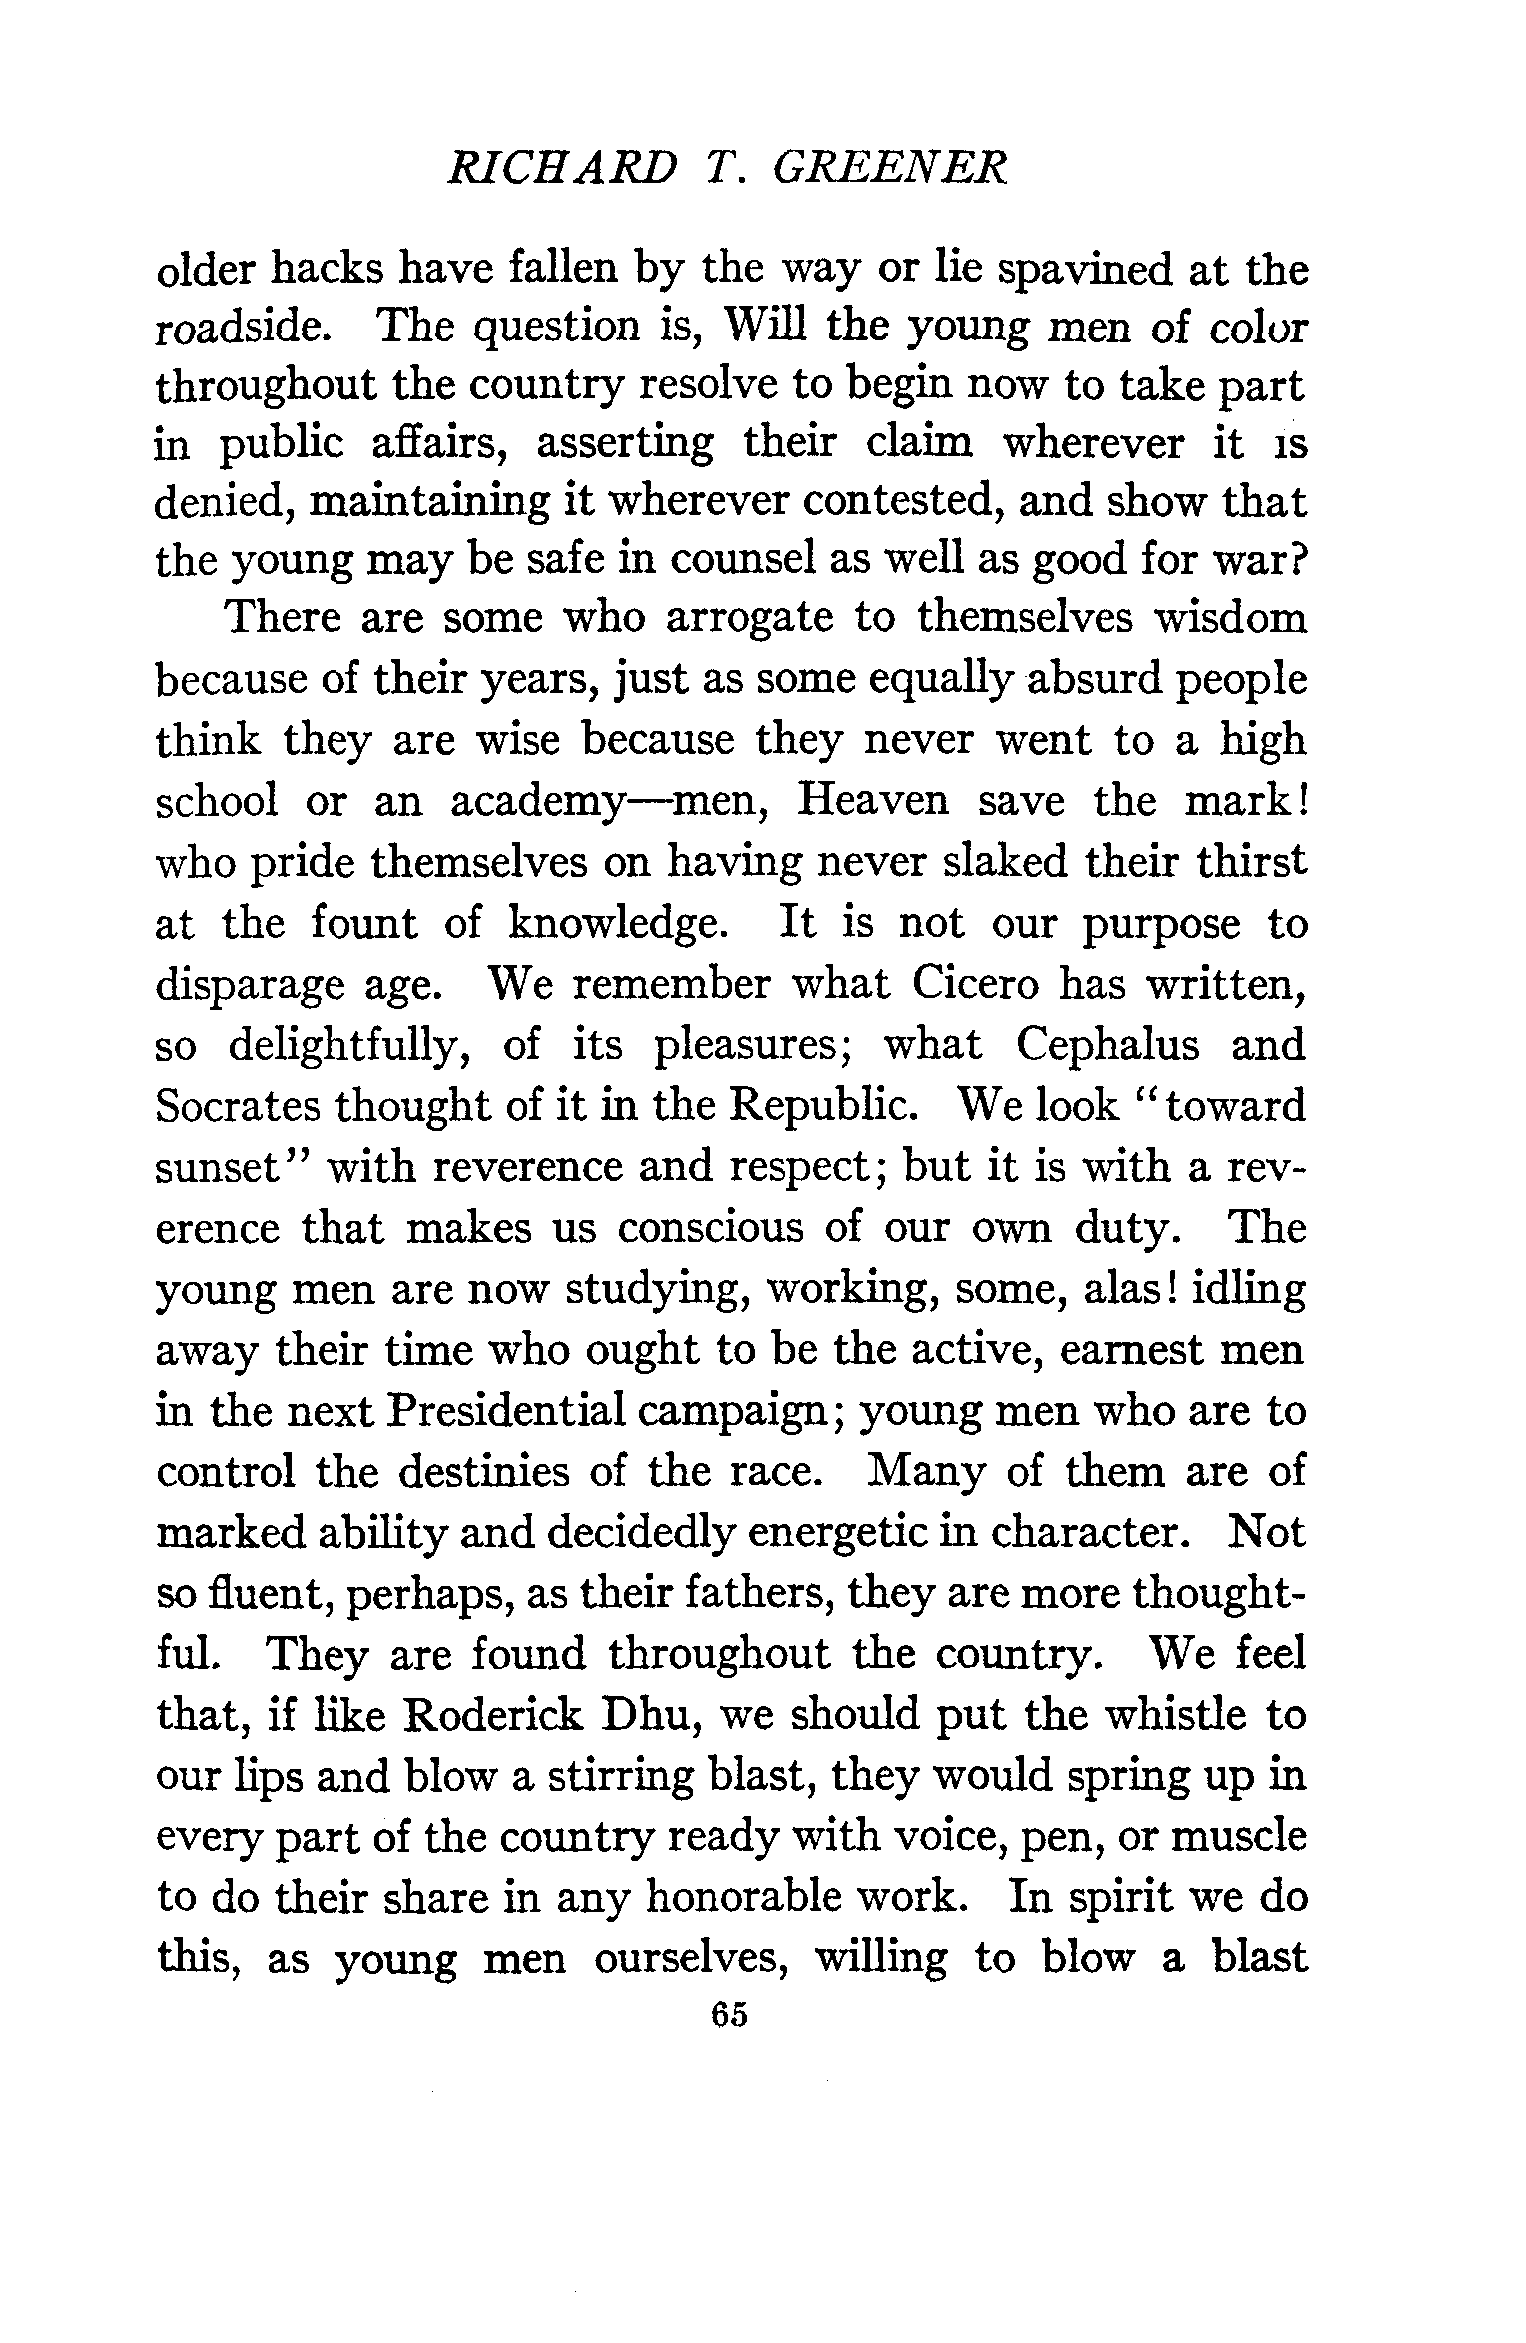 RICHARD T. GREENER
older hacks have fallen by the way or lie spavined at the
roadside. The question is, Will the young men of color
throughout the country resolve to begin now to take part
in public affairs, asserting their claim wherever it is
denied, maintaining it wherever contested, and show that
the young may be safe in counsel as well as good for war?
There are some who arrogate to themselves wisdom
because of their years, just as some equally absurd people
think they are wise because they never went to a high
school or an academy—men, Heaven save the mark!
who pride themselves on having never slaked their thirst
at the fount of knowledge. It is not our purpose to
disparage age. We remember what Cicero has written,
so delightfully, of its pleasures; what Cephalus and
Socrates thought of it in the Republic. We look "toward
sunset" with reverence and respect; but it is with a rev-
erence that makes us conscious of our own duty. The
young men are now studying, working, some, alas! idling
away their time who ought to be the active, earnest men
in the next Presidential campaign; young men who are to
control the destinies of the race. Many of them are of
marked ability and decidedly energetic in character. Not
so fluent, perhaps, as their fathers, they are more thought-
ful. They are found throughout the country. We feel
that, if like Roderick Dhu, we should put the whistle to
our lips and blow a stirring blast, they would spring up in
every part of the country ready with voice, pen, or muscle
to do their share in any honorable work. In spirit we do
this, as young men ourselves, willing to blow a blast
65